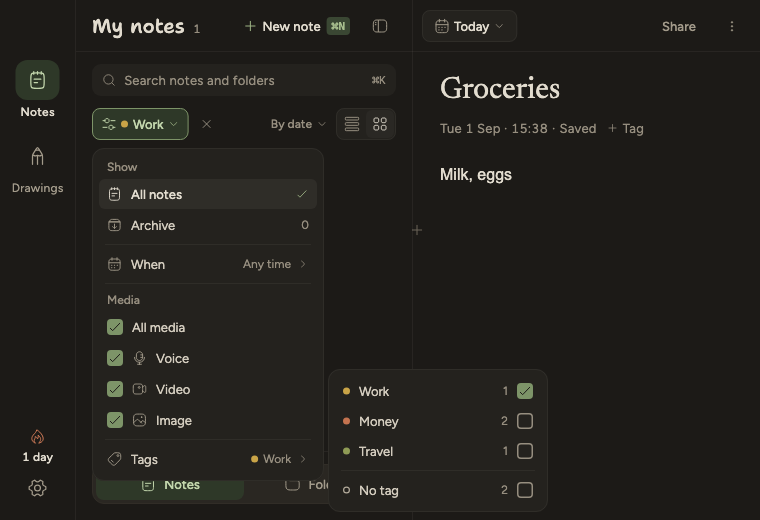 My notes 1
+ New note ⌘N
Today
Share
Search notes and folders ⌘K
Notes
Drawings
Work
By date
Groceries
Tue 1 Sep · 15:38 · Saved + Tag
Milk, eggs
Show
All notes
Archive 0
When Any time
Media
All media
Voice
Video
Image
Tags Work
Work 1
Money 2
Travel 1
No tag 2
Notes
1 day